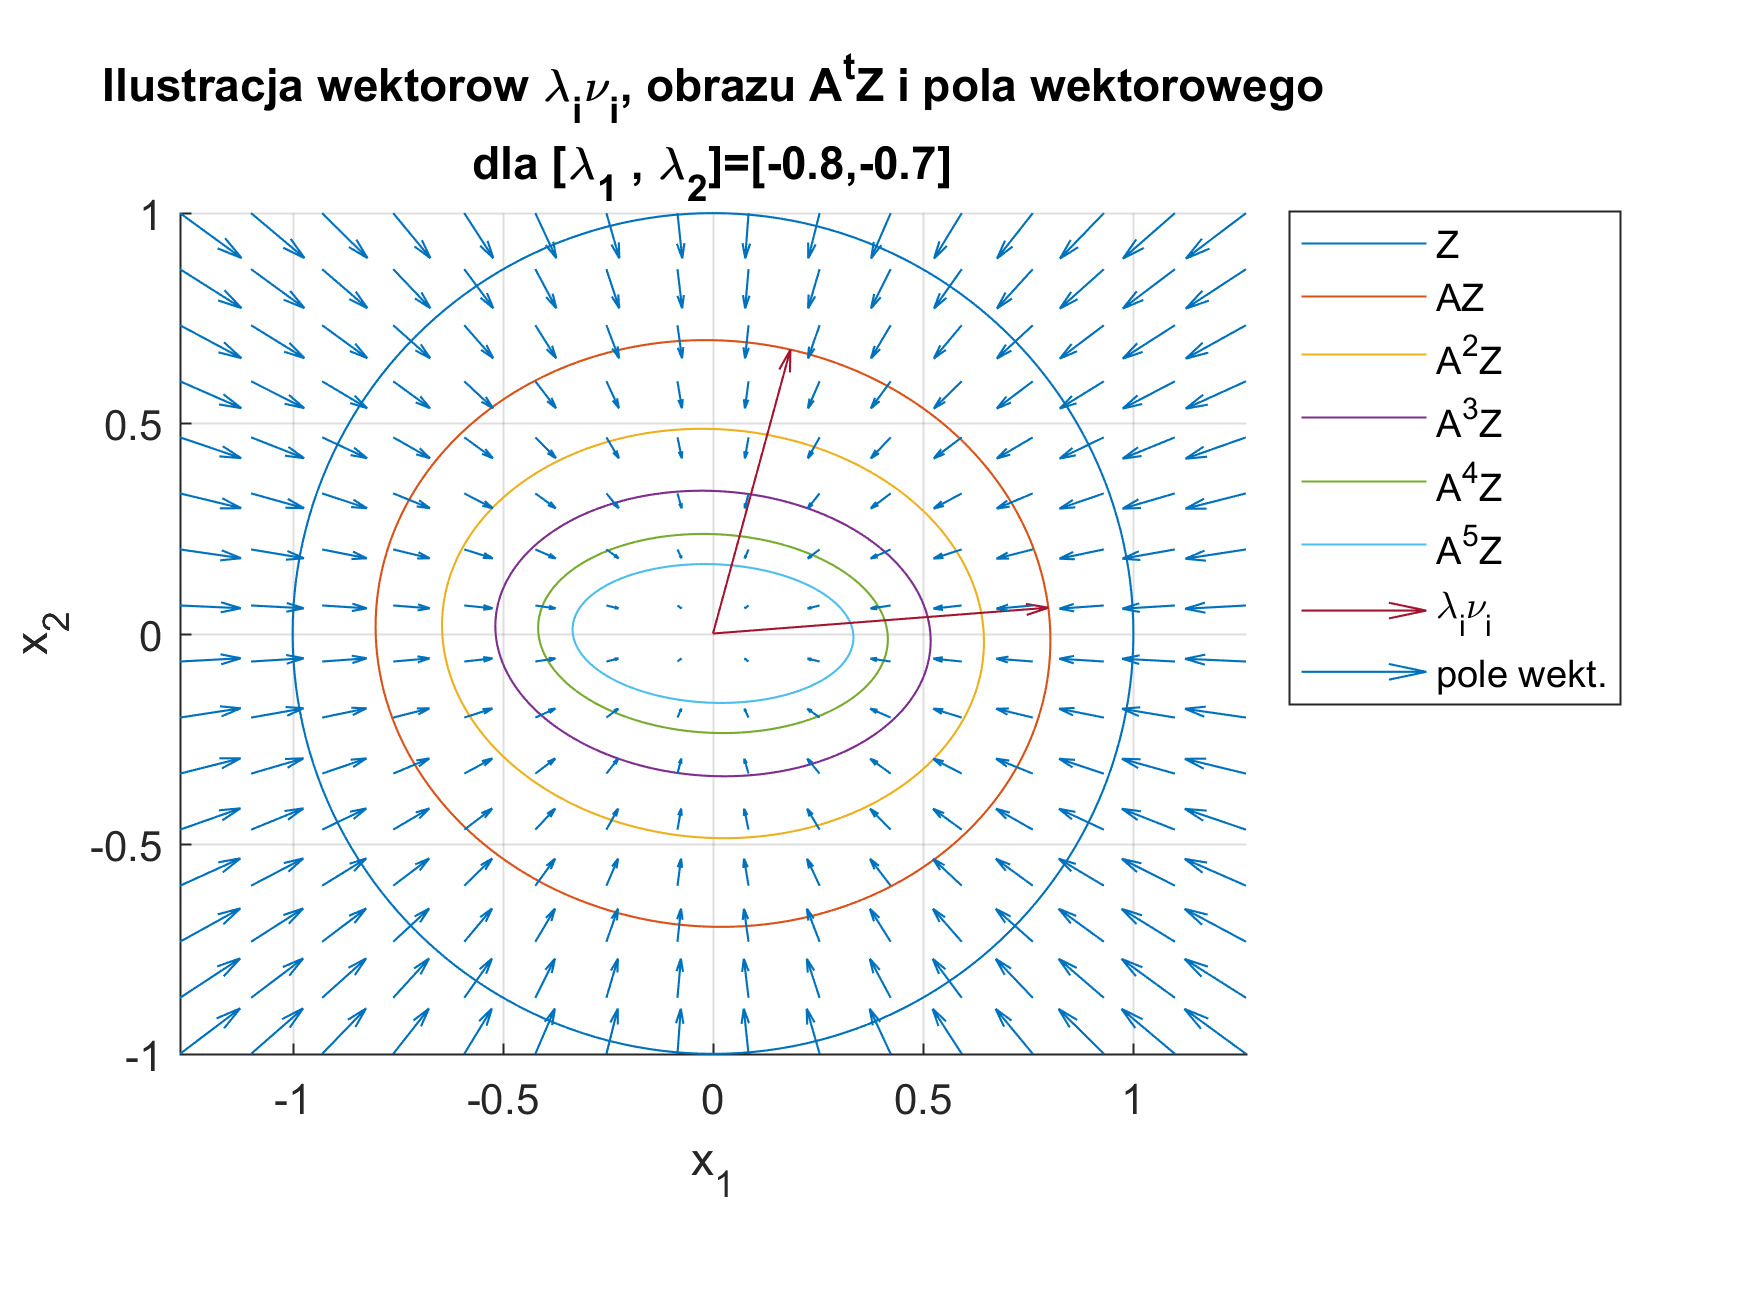 Ilustracja wektorow λᵢνᵢ, obrazu AᵗZ i pola wektorowego
dla [λ₁ , λ₂]=[-0.8,-0.7]
1
0.5
0
-0.5
-1
x₂
-1 -0.5 0 0.5 1
x₁
Z
AZ
A²Z
A³Z
A⁴Z
A⁵Z
λᵢνᵢ
pole wekt.